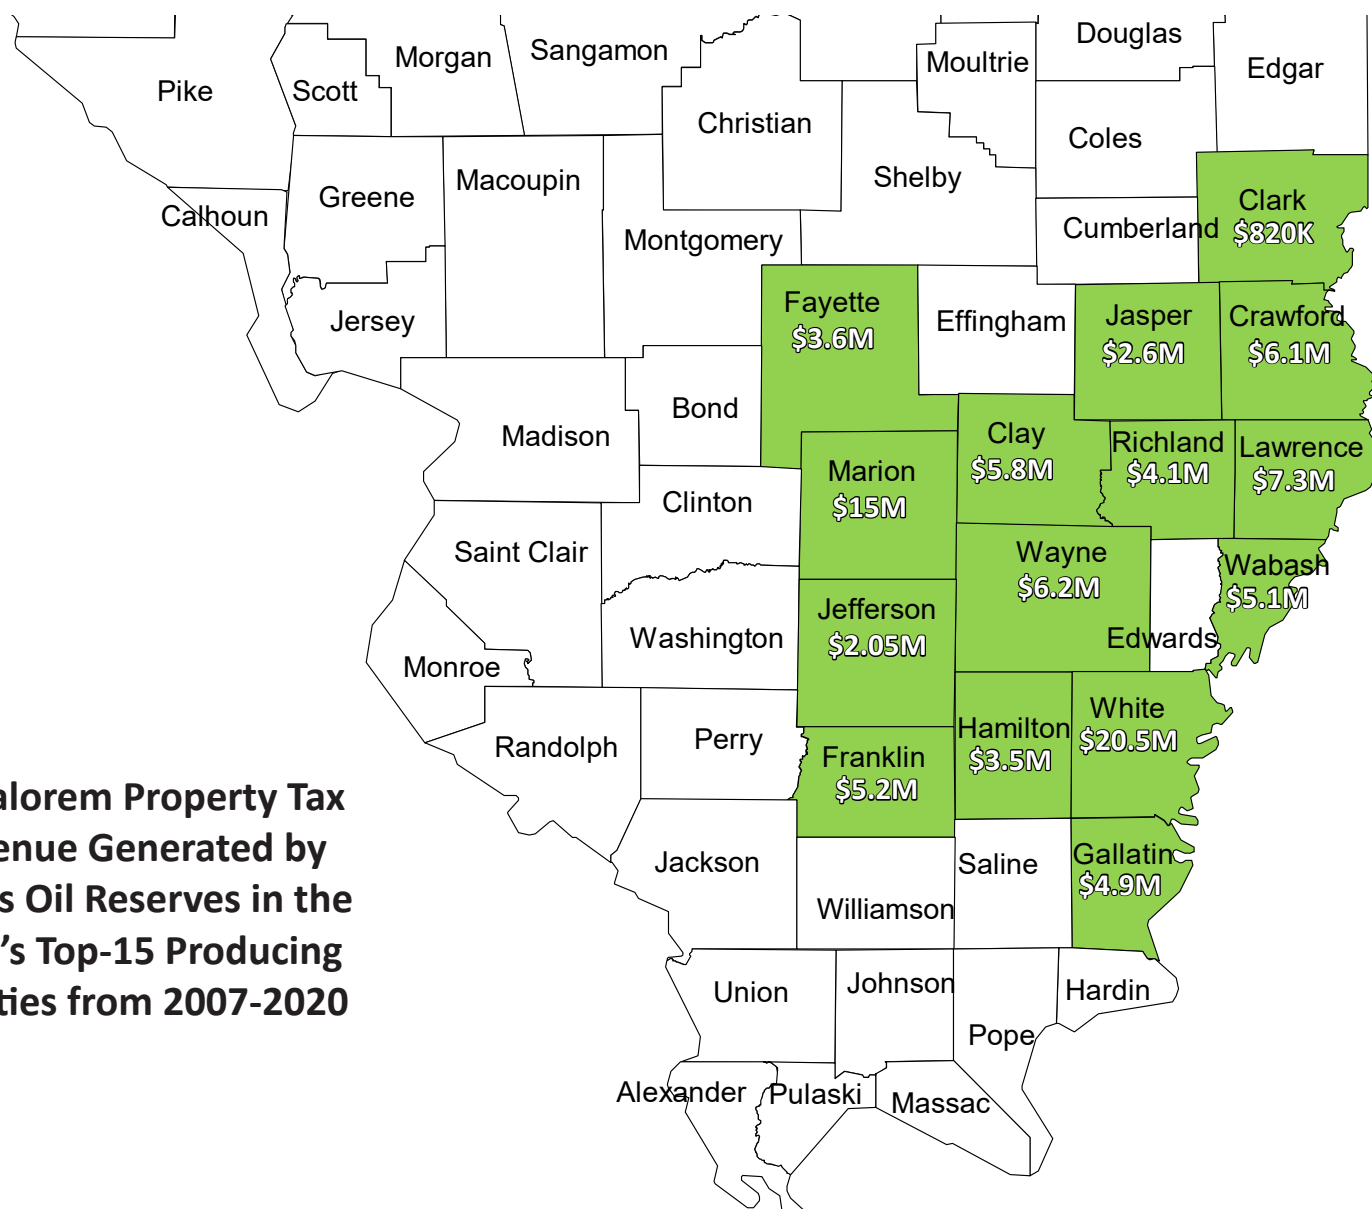 Douglas
Sangamon
Morgan
Moultrie
Edgar
Pike
Scott
Christian
Coles
Shelby
Macoupin
Greene
Clark
$820K
Calhoun
Cumberland
Montgomery
Fayette
$3.6M
Jersey
Effingham
Jasper
$2.6M
Crawford
$6.1M
Bond
Madison
Clay
$5.8M
Richland
$4.1M
Lawrence
$7.3M
Marion
$15M
Clinton
Saint Clair
Wayne
$6.2M
Wabash
$5.1M
Jefferson
$2.05M
Washington
Edwards
Monroe
White
$20.5M
Hamilton
$3.5M
Randolph
Perry
Franklin
$5.2M
alorem Property Tax
enue Generated by
s Oil Reserves in the
's Top-15 Producing
ties from 2007-2020
Jackson
Saline
Gallatin
$4.9M
Williamson
Union
Johnson
Hardin
Pope
Alexander
Pulaski
Massac